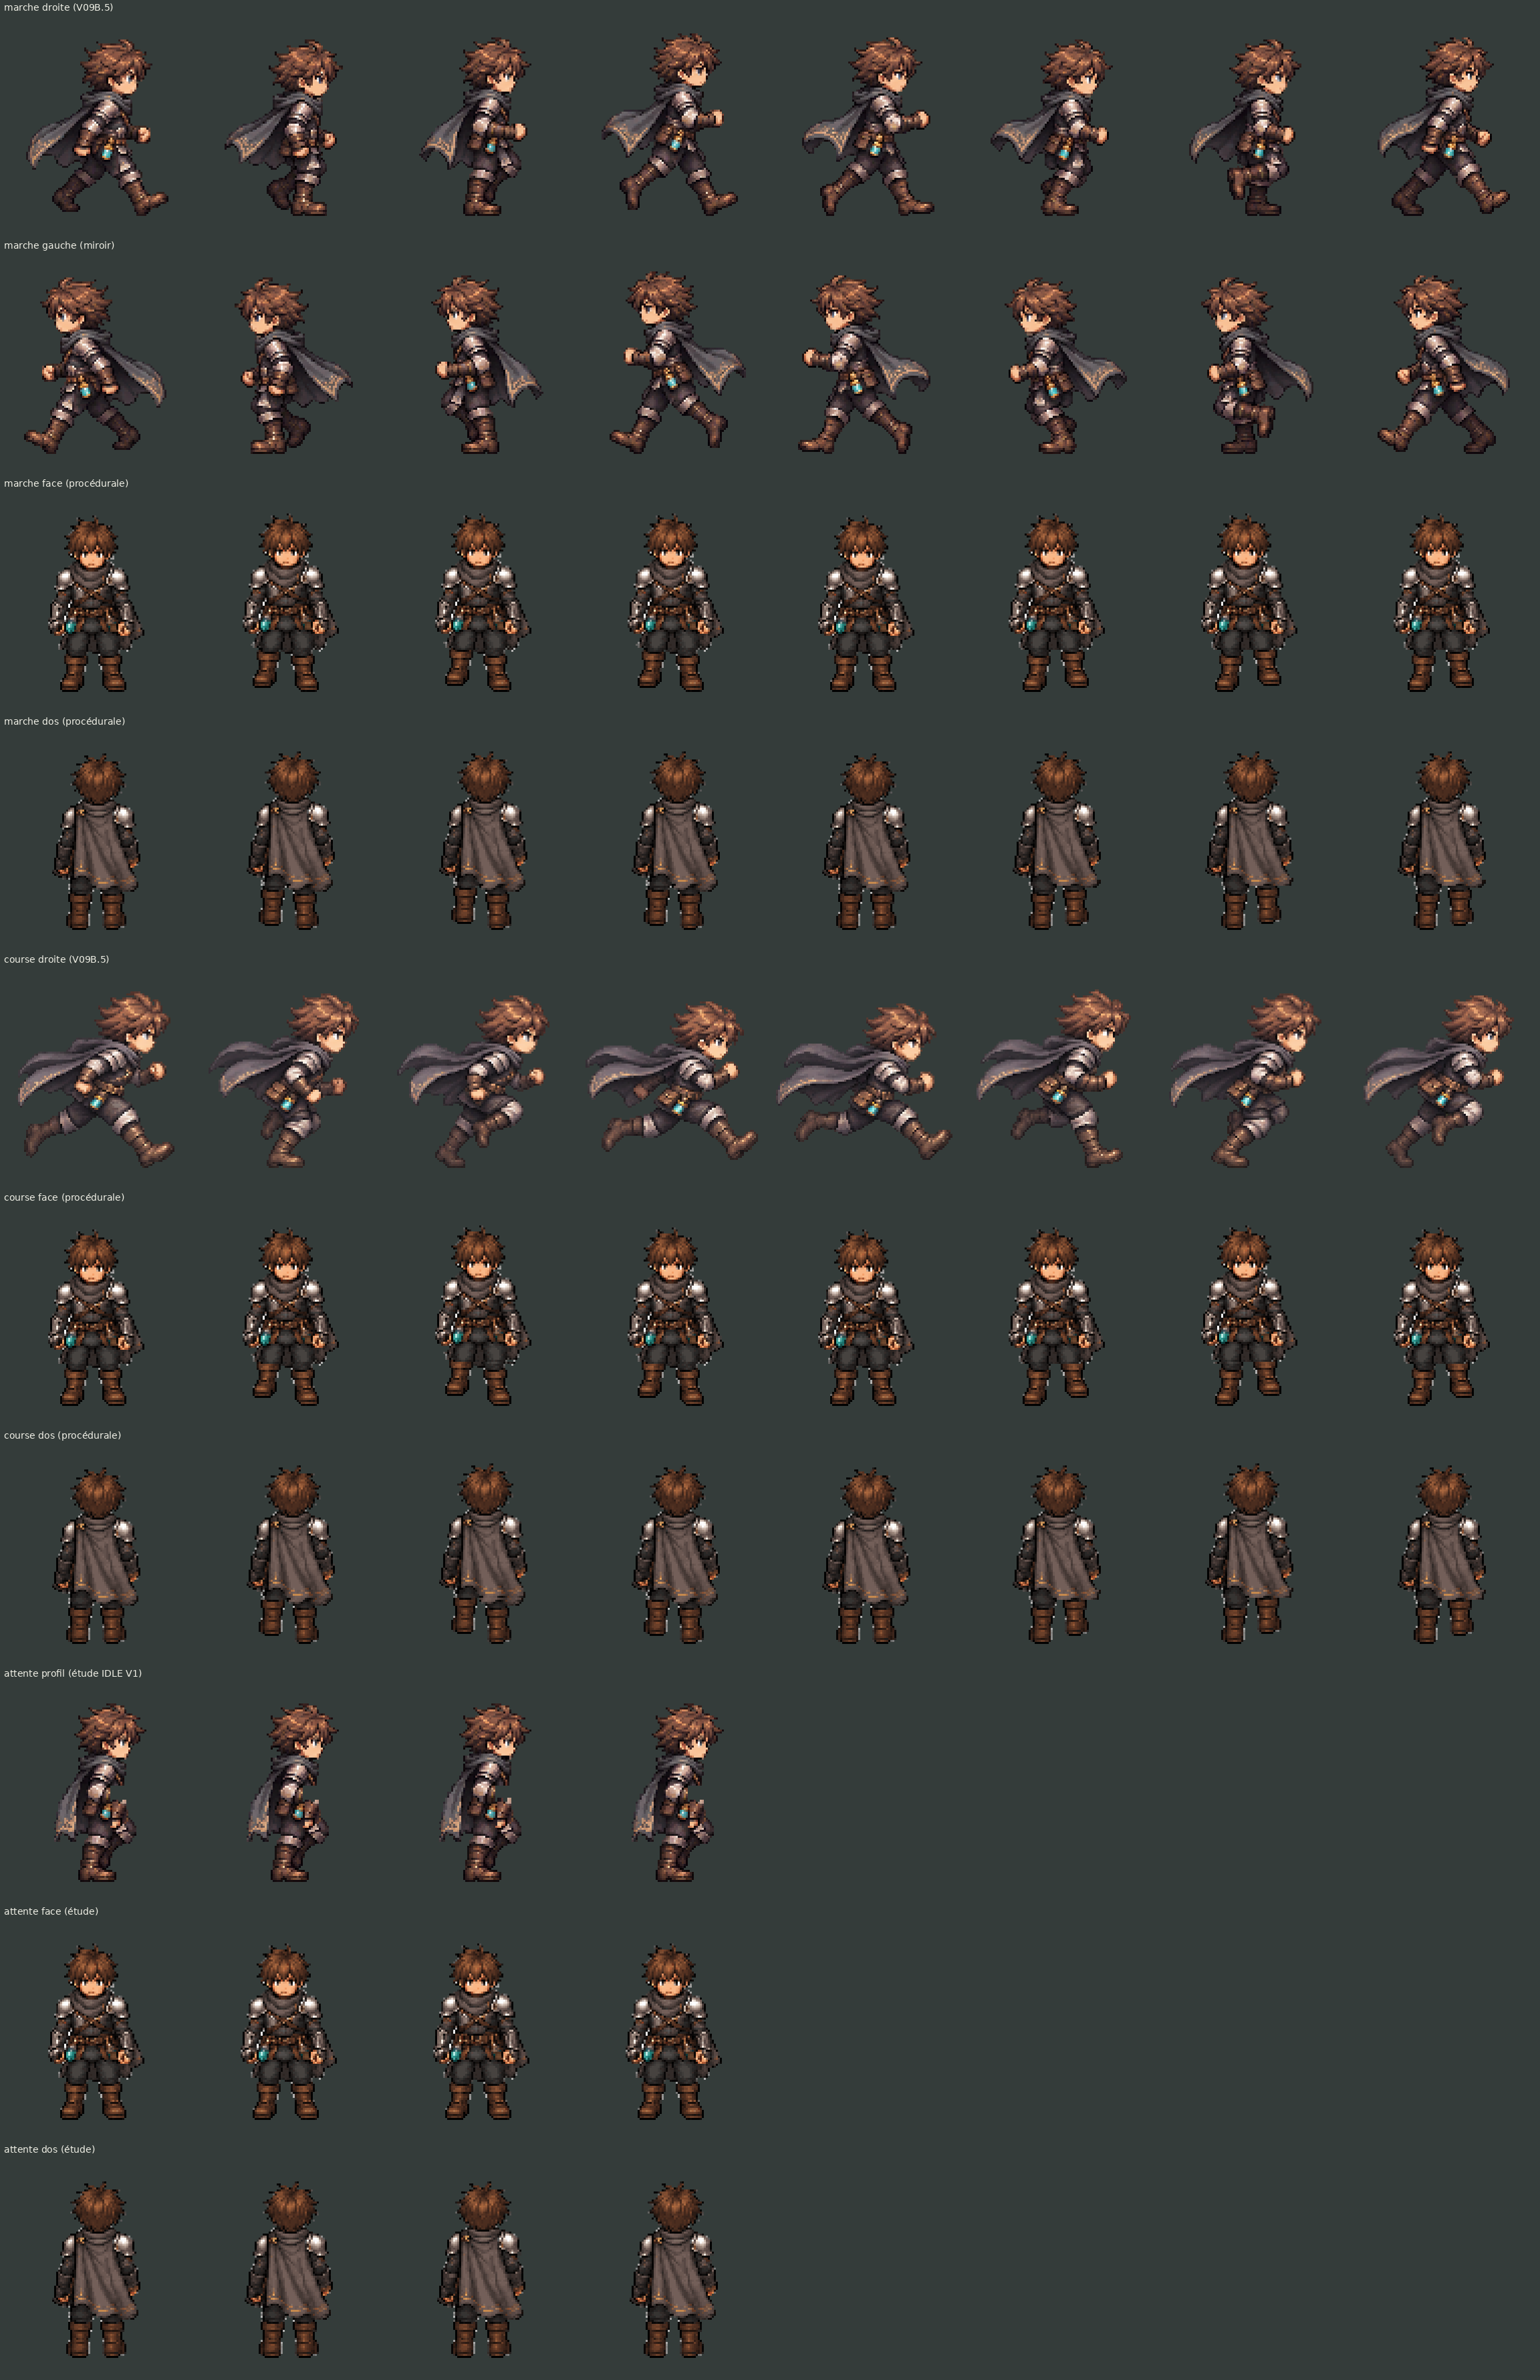 marche droite (V09B.5)
marche gauche (miroir)
marche face (procédurale)
marche dos (procédurale)
course droite (V09B.5)
course face (procédurale)
course dos (procédurale)
attente profil (étude IDLE V1)
attente face (étude)
attente dos (étude)